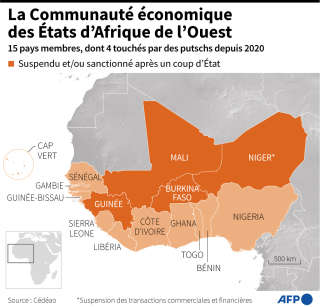 La Communauté économique
des États d’Afrique de l’Ouest
15 pays membres, dont 4 touchés par des putschs depuis 2020
Suspendu et/ou sanctionné après un coup d’État
CAP
VERT
MALI
NIGER*
SÉNÉGAL
GAMBIE
GUINÉE-BISSAU
GUINÉE
BURKINA
FASO
SIERRA
LEONE
LIBÉRIA
CÔTE
D’IVOIRE
GHANA
NIGERIA
TOGO
BÉNIN
500 km
Source : Cédéao
*Suspension des transactions commerciales et financières
AFP